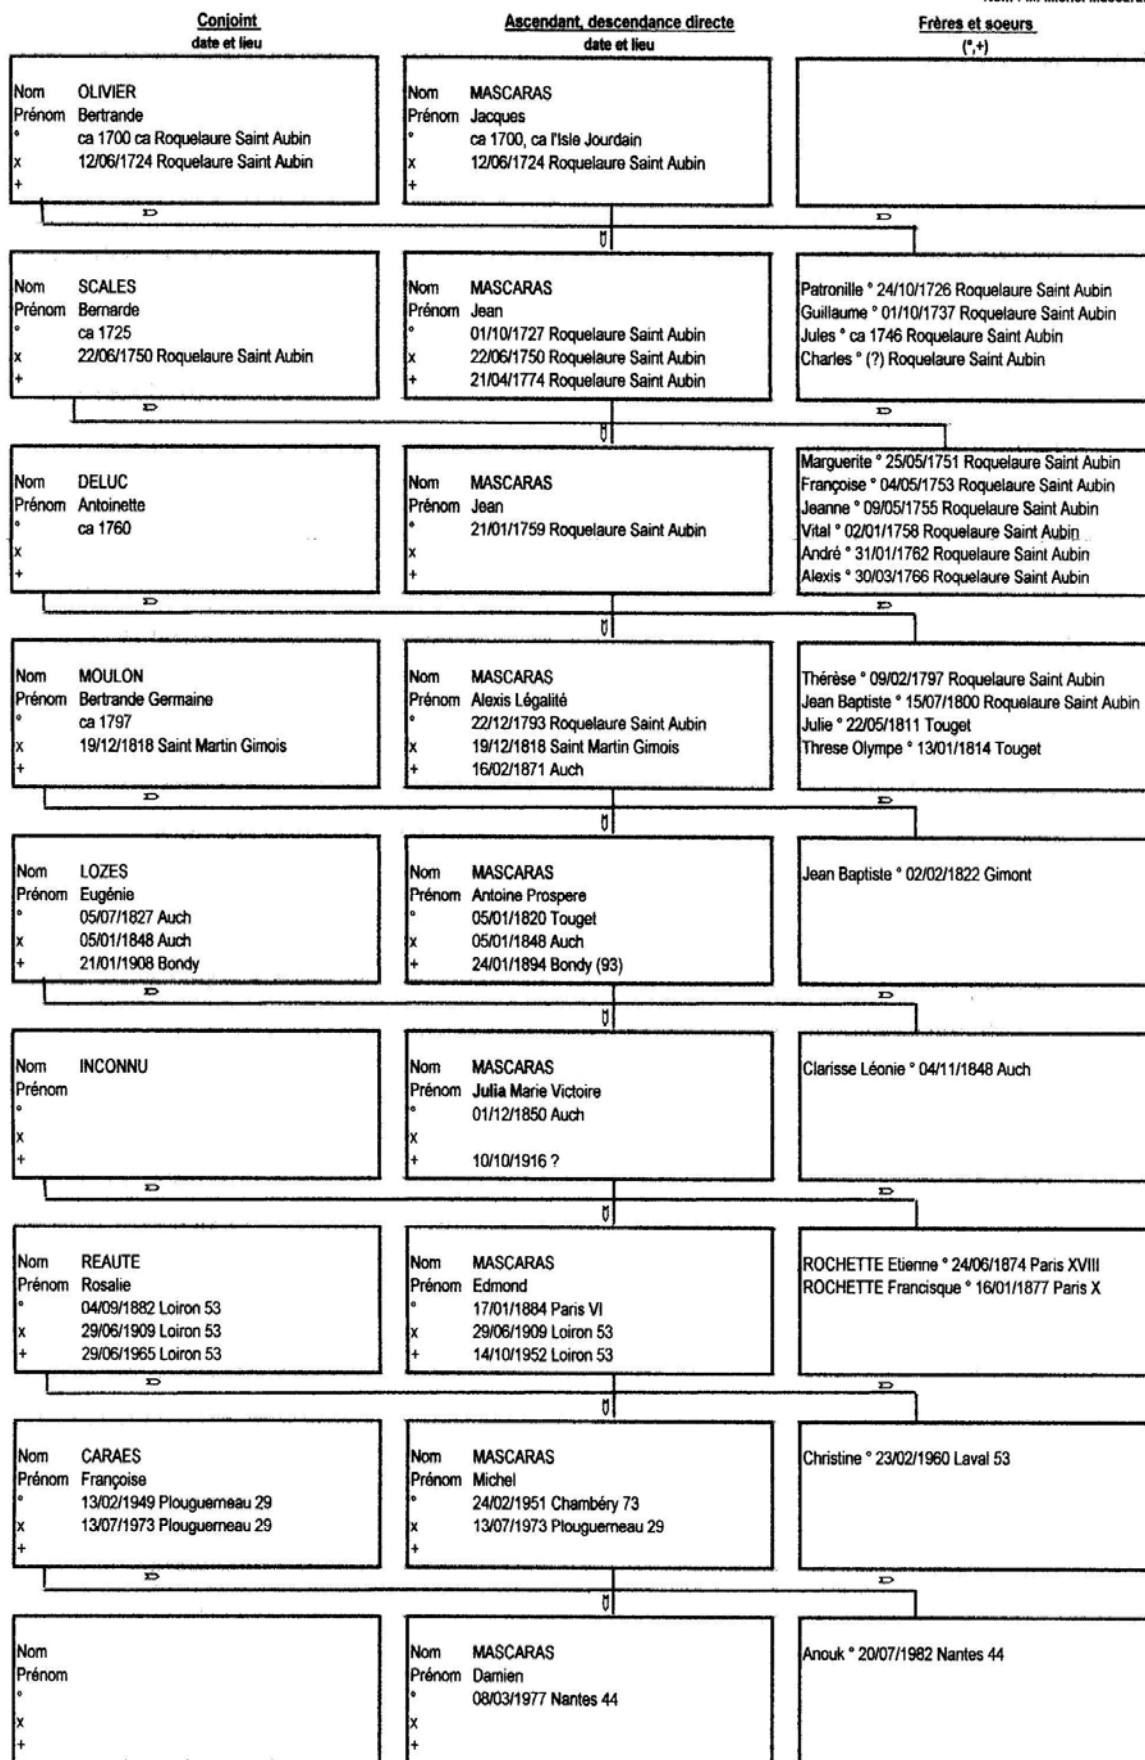 Conjoint
date et lieu
Ascendant, descendance directe
date et lieu
Frères et soeurs
(°,+)
Nom OLIVIER
Prénom Bertrande
° ca 1700 ca Roquelaure Saint Aubin
x 12/06/1724 Roquelaure Saint Aubin
+
Nom MASCARAS
Prénom Jacques
° ca 1700, ca l'Isle Jourdain
x 12/06/1724 Roquelaure Saint Aubin
+
Nom SCALES
Prénom Bernarde
° ca 1725
x 22/06/1750 Roquelaure Saint Aubin
+
Nom MASCARAS
Prénom Jean
° 01/10/1727 Roquelaure Saint Aubin
x 22/06/1750 Roquelaure Saint Aubin
+ 21/04/1774 Roquelaure Saint Aubin
Patronille ° 24/10/1726 Roquelaure Saint Aubin
Guillaume ° 01/10/1737 Roquelaure Saint Aubin
Jules ° ca 1746 Roquelaure Saint Aubin
Charles ° (?) Roquelaure Saint Aubin
Nom DELUC
Prénom Antoinette
° ca 1760
x
+
Nom MASCARAS
Prénom Jean
° 21/01/1759 Roquelaure Saint Aubin
x
+
Marguerite ° 25/05/1751 Roquelaure Saint Aubin
Françoise ° 04/05/1753 Roquelaure Saint Aubin
Jeanne ° 09/05/1755 Roquelaure Saint Aubin
Vital ° 02/01/1758 Roquelaure Saint Aubin
André ° 31/01/1762 Roquelaure Saint Aubin
Alexis ° 30/03/1766 Roquelaure Saint Aubin
Nom MOULON
Prénom Bertrande Germaine
° ca 1797
x 19/12/1818 Saint Martin Gimois
+
Nom MASCARAS
Prénom Alexis Légalité
° 22/12/1793 Roquelaure Saint Aubin
x 19/12/1818 Saint Martin Gimois
+ 16/02/1871 Auch
Thérèse ° 09/02/1797 Roquelaure Saint Aubin
Jean Baptiste ° 15/07/1800 Roquelaure Saint Aubin
Julie ° 22/05/1811 Touget
Threse Olympe ° 13/01/1814 Touget
Nom LOZES
Prénom Eugénie
° 05/07/1827 Auch
x 05/01/1848 Auch
+ 21/01/1908 Bondy
Nom MASCARAS
Prénom Antoine Prospere
° 05/01/1820 Touget
x 05/01/1848 Auch
+ 24/01/1894 Bondy (93)
Jean Baptiste ° 02/02/1822 Gimont
Nom INCONNU
Prénom
°
x
+
Nom MASCARAS
Prénom Julia Marie Victoire
° 01/12/1850 Auch
x
+ 10/10/1916 ?
Clarisse Léonie ° 04/11/1848 Auch
Nom REAUTE
Prénom Rosalie
° 04/09/1882 Loiron 53
x 29/06/1909 Loiron 53
+ 29/06/1965 Loiron 53
Nom MASCARAS
Prénom Edmond
° 17/01/1884 Paris VI
x 29/06/1909 Loiron 53
+ 14/10/1952 Loiron 53
ROCHETTE Etienne ° 24/06/1874 Paris XVIII
ROCHETTE Francisque ° 16/01/1877 Paris X
Nom CARAES
Prénom Françoise
° 13/02/1949 Plouguerneau 29
x 13/07/1973 Plouguerneau 29
+
Nom MASCARAS
Prénom Michel
° 24/02/1951 Chambéry 73
x 13/07/1973 Plouguerneau 29
+
Christine ° 23/02/1960 Laval 53
Nom
Prénom
°
x
+
Nom MASCARAS
Prénom Damien
° 08/03/1977 Nantes 44
x
+
Anouk ° 20/07/1982 Nantes 44